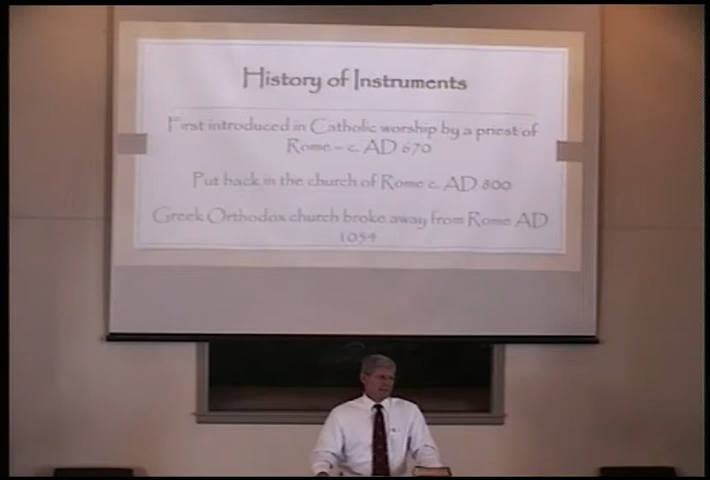 History of Instruments
First introduced in Catholic worship by a priest of
Rome – c. AD 670
Put back in the church of Rome c. AD 800
Greek Orthodox church broke away from Rome AD
1054